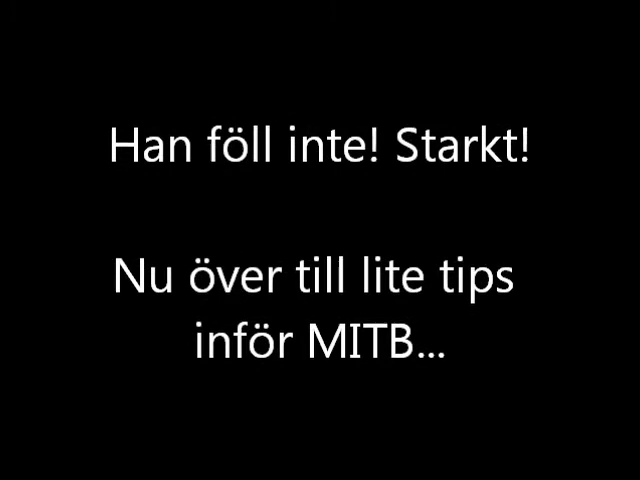 Han föll inte! Starkt!
Nu över till lite tips
inför MITB...